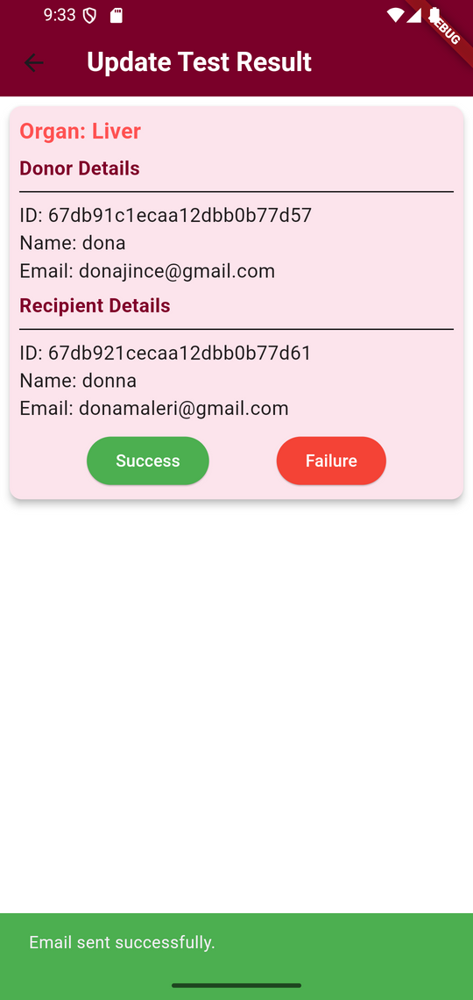 9:33
DEBUG
Update Test Result
Organ: Liver
Donor Details
ID: 67db91c1ecaa12dbb0b77d57
Name: dona
Email: donajince@gmail.com
Recipient Details
ID: 67db921cecaa12dbb0b77d61
Name: donna
Email: donamaleri@gmail.com
Success
Failure
Email sent successfully.